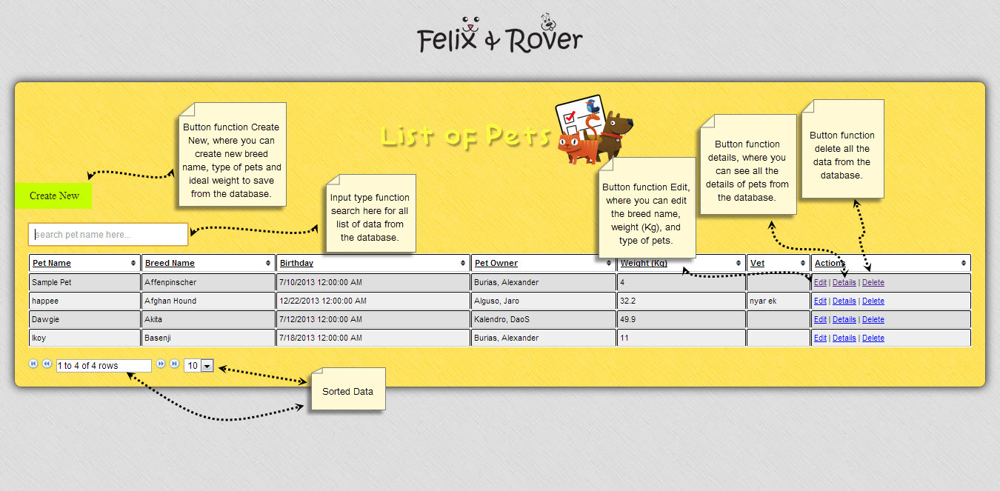 Felix & Rover
List of Pets
Button function Create
New, where you can
create new breed
name, type of pets and
ideal weight to save
from the database.
Input type function
search here for all
list of data from
the database.
Button function Edit,
where you can edit
the breed name,
weight (Kg), and
type of pets.
Button function
details, where you
can see all the
details of pets from
the database.
Button function
delete all the
data from the
database.
Create New
search pet name here...
Pet Name Breed Name Birthday Pet Owner Weight (Kg) Vet Actions
Sample Pet Affenpinscher 7/10/2013 12:00:00 AM Burias, Alexander 4 Edit | Details | Delete
happee Afghan Hound 12/22/2013 12:00:00 AM Alguso, Jaro 32.2 nyar ek Edit | Details | Delete
Dawgie Akita 7/12/2013 12:00:00 AM Kalendro, DaoS 49.9 Edit | Details | Delete
Ikoy Basenji 7/18/2013 12:00:00 AM Burias, Alexander 11 Edit | Details | Delete
1 to 4 of 4 rows 10
Sorted Data